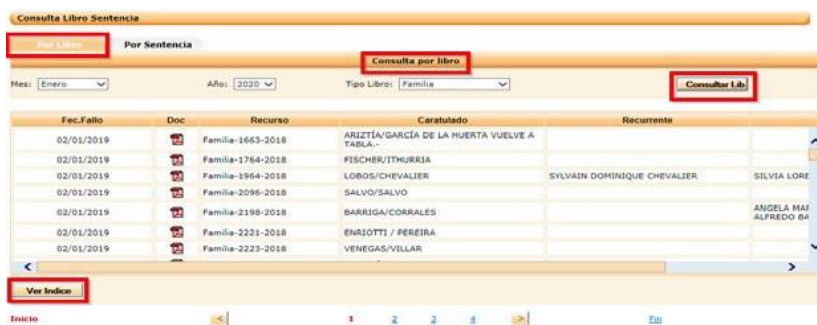 Consulta Libro Sentencia
Por Libro Por Sentencia
Consulta por libro
Mes: Enero Año: 2020 Tipo Libro: Familia Consultar Lib
Fec.Fallo Doc Recurso Caratulado Recurrente
02/01/2019 Familia-1663-2018 ARIZTÍA/GARCÍA DE LA HUERTA VUELVE A TABLA.-
02/01/2019 Familia-1764-2018 FISCHER/ITHURRIA
02/01/2019 Familia-1964-2018 LOBOS/CHEVALIER SYLVAIN DOMINIQUE CHEVALIER SILVIA LORE
02/01/2019 Familia-2096-2018 SALVO/SALVO
02/01/2019 Familia-2198-2018 BARRIGA/CORRALES ANGELA MAR ALFREDO BA
02/01/2019 Familia-2221-2018 ENRIOTTI / PEREIRA
02/01/2019 Familia-2223-2018 VENEGAS/VILLAR
Ver Indice
Inicio < 1 2 3 4 > Fin